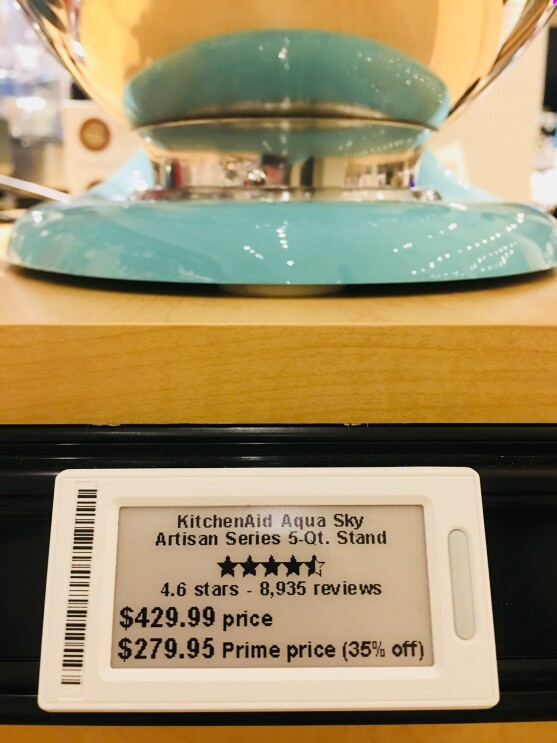 KitchenAid Aqua Sky
Artisan Series 5-Qt. Stand
4.6 stars - 8,935 reviews
$429.99 price
$279.95 Prime price (35% off)